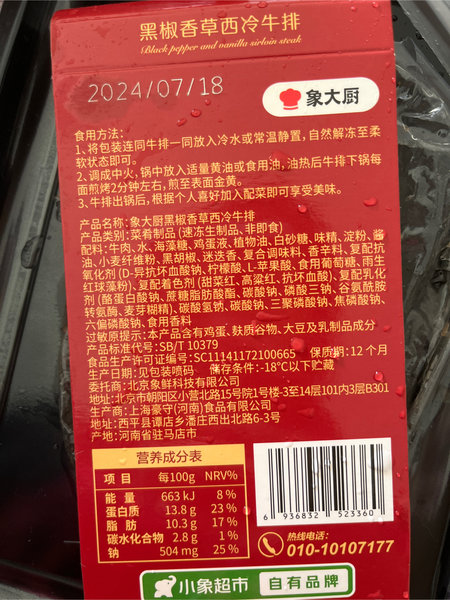 黑椒香草西冷牛排
Black pepper and vanilla sirloin steak
2024/07/18
象大厨
食用方法:
1、将包装连同牛排一同放入冷水或常温静置,自然解冻至柔
软状态即可。
2、调成中火,锅中放入适量黄油或食用油,油热后牛排下锅每
面煎烤2分钟左右,煎至表面金黄。
3、牛排出锅后,根据个人喜好加入配菜即可享受美味。
产品名称:象大厨黑椒香草西冷牛排
产品类别:菜肴制品(速冻生制品、非即食)
配料:牛肉、水、海藻糖、鸡蛋液、植物油、白砂糖、味精、淀粉、酱
油、小麦纤维粉、黑胡椒、迷迭香、复合调味料、香辛料、复配抗
氧化剂(D-异抗坏血酸钠,柠檬酸、L-苹果酸、食用葡萄糖、雨生
红球藻粉)、复配着色剂(甜菜红,高粱红,抗坏血酸)、复配乳化
剂(酪蛋白酸钠、蔗糖脂肪酸酯、碳酸钠、磷酸三钠、谷氨酰胺
转氨酶、麦芽糊精)、碳酸氢钠、碳酸钠、三聚磷酸钠、焦磷酸钠、
六偏磷酸钠、食用香料
过敏原提示:本产品含有鸡蛋、麸质谷物、大豆及乳制品成分
产品标准号:SB/T 10379
食品生产许可证编号:SC11141172100665 保质期:12个月
生产日期:见包装喷码 储存条件:-18°C以下贮藏
委托商:北京象鲜科技有限公司
地址:北京市朝阳区小营北路15号院1号楼-3至14层101内3层B301
生产商:上海豪守(河南)食品有限公司
地址:西平县谭店乡潘庄西出北路6-3号
产地:河南省驻马店市
营养成分表
项目 每100g NRV%
能量 663 kJ 8%
蛋白质 13.8 g 23%
脂肪 10.3 g 17%
碳水化合物 2.8 g 1%
钠 504 mg 25%
6 936832 523360
热线电话:
010-10107177
小象超市 自有品牌